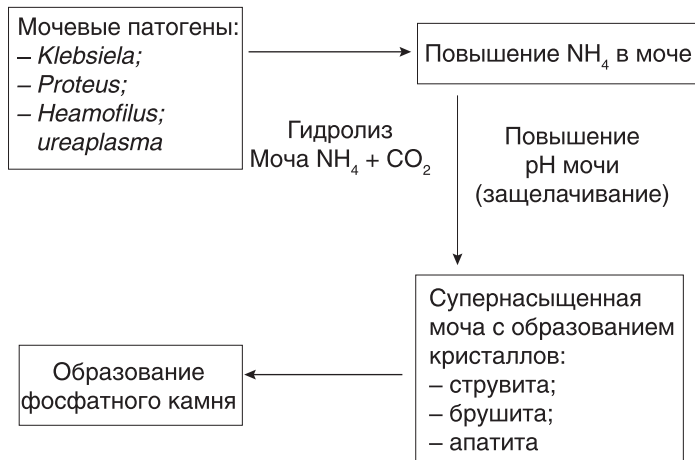 Мочевые патогены:
– Klebsiela;
– Proteus;
– Heamofilus;
ureaplasma
Повышение NH₄ в моче
Гидролиз
Моча NH₄ + CO₂
Повышение
pH мочи
(защелачивание)
Супернасыщенная
моча с образованием
кристаллов:
– струвита;
– брушита;
– апатита
Образование
фосфатного камня